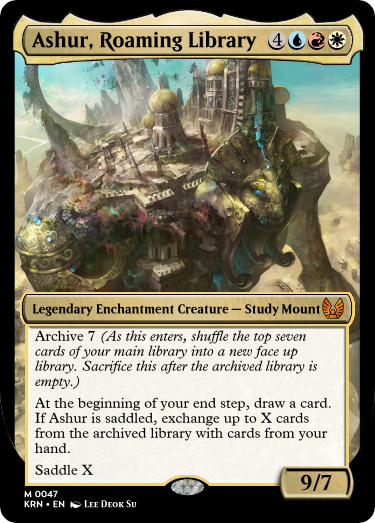 Ashur, Roaming Library 4
Legendary Enchantment Creature — Study Mount
Archive 7 (As this enters, shuffle the top seven
cards of your main library into a new face up
library. Sacrifice this after the archived library is
empty.)
At the beginning of your end step, draw a card.
If Ashur is saddled, exchange up to X cards
from the archived library with cards from your
hand.
Saddle X
9/7
M 0047
KRN • EN Lee Deok Su